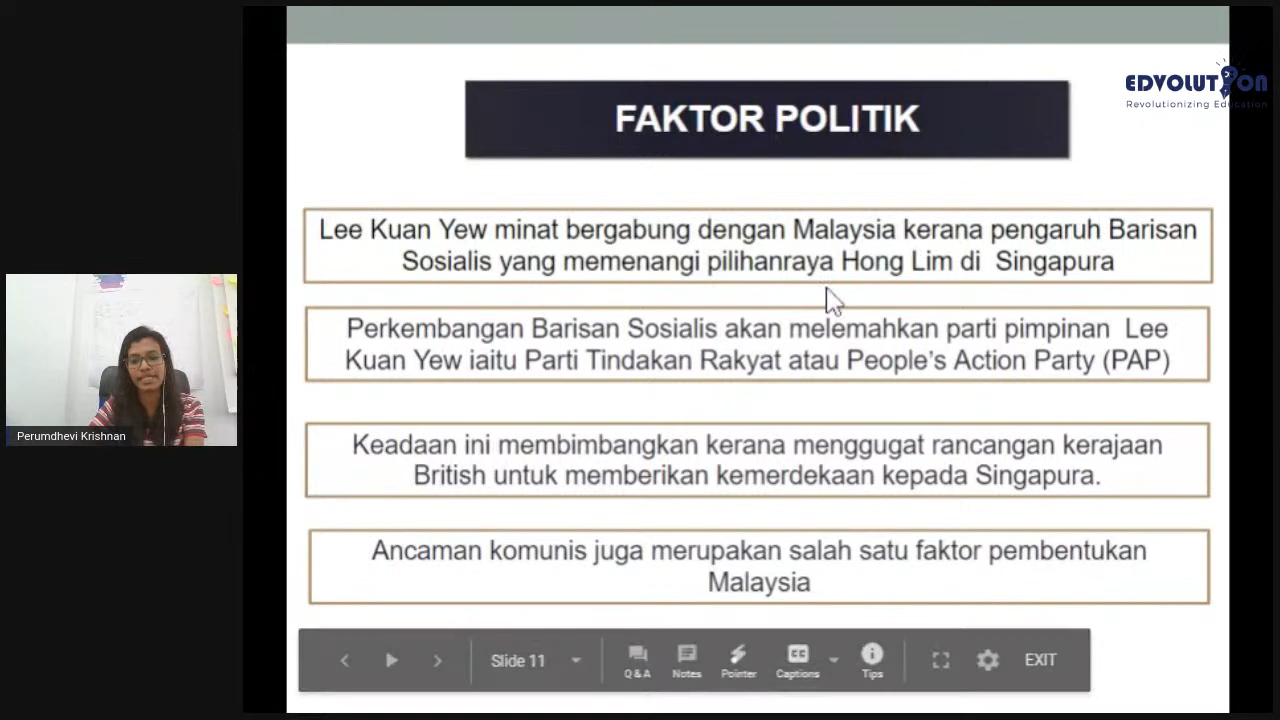 EDVOLUTION
Revolutionizing Education
FAKTOR POLITIK
Lee Kuan Yew minat bergabung dengan Malaysia kerana pengaruh Barisan
Sosialis yang memenangi pilihanraya Hong Lim di Singapura
Perkembangan Barisan Sosialis akan melemahkan parti pimpinan Lee
Kuan Yew iaitu Parti Tindakan Rakyat atau People's Action Party (PAP)
Keadaan ini membimbangkan kerana menggugat rancangan kerajaan
British untuk memberikan kemerdekaan kepada Singapura.
Ancaman komunis juga merupakan salah satu faktor pembentukan
Malaysia
Perumdhevi Krishnan
Slide 11
Q & A
Notes
Pointer
CC
Captions
Tips
EXIT